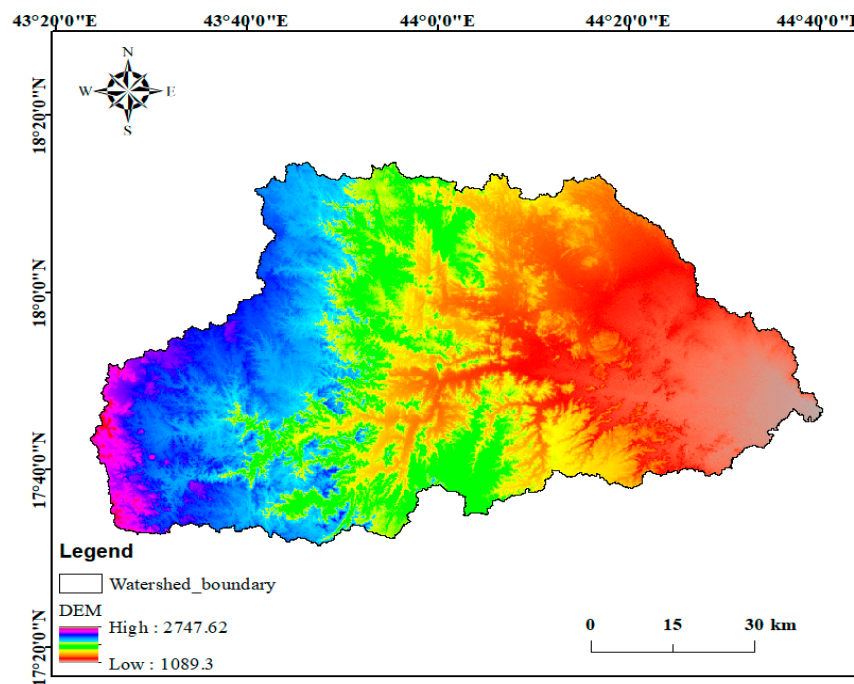 43°20'0"E 43°40'0"E 44°0'0"E 44°20'0"E 44°40'0"E
N
W E
S
18°20'0"N
18°0'0"N
17°40'0"N
17°20'0"N
Legend
Watershed_boundary
DEM
High : 2747.62
Low : 1089.3
0 15 30 km